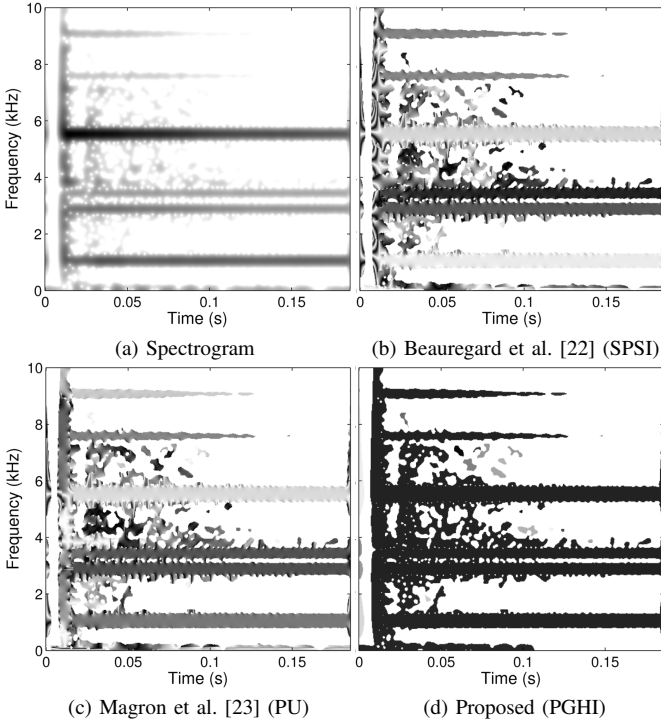 10
8
6
4
2
0
Frequency (kHz)
0
0.05
0.1
0.15
Time (s)
(a) Spectrogram
0
0.05
0.1
0.15
Time (s)
(b) Beauregard et al. [22] (SPSI)
10
8
6
4
2
0
Frequency (kHz)
0
0.05
0.1
0.15
Time (s)
(c) Magron et al. [23] (PU)
0
0.05
0.1
0.15
Time (s)
(d) Proposed (PGHI)